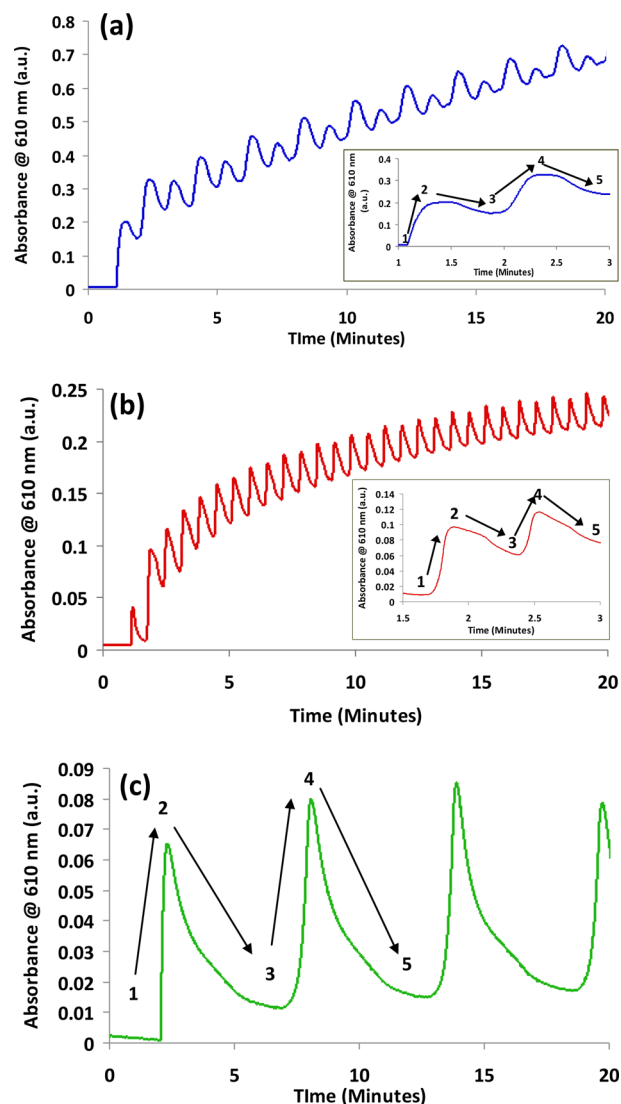 (a)
Absorbance @ 610 nm (a.u.)
0.8
0.7
0.6
0.5
0.4
0.3
0.2
0.1
0
0 5 10 15 20
TIme (Minutes)
Absorbance @ 610 nm
(a.u.)
0.4
0.3
0.2
0.1
0
1 2 3 4 5
1 1.5 2 2.5 3
Time (Minutes)
(b)
Absorbance @ 610 nm (a.u.)
0.25
0.2
0.15
0.1
0.05
0
0 5 10 15 20
Time (Minutes)
Absorbance @ 610 nm (a.u.)
0.14
0.12
0.1
0.08
0.06
0.04
0.02
0
1 2 3 4 5
1.5 2 2.5 3
Time (Minutes)
(c)
Absorbance @ 610 nm (a.u.)
0.09
0.08
0.07
0.06
0.05
0.04
0.03
0.02
0.01
0
1 2 3 4 5
0 5 10 15 20
TIme (Minutes)